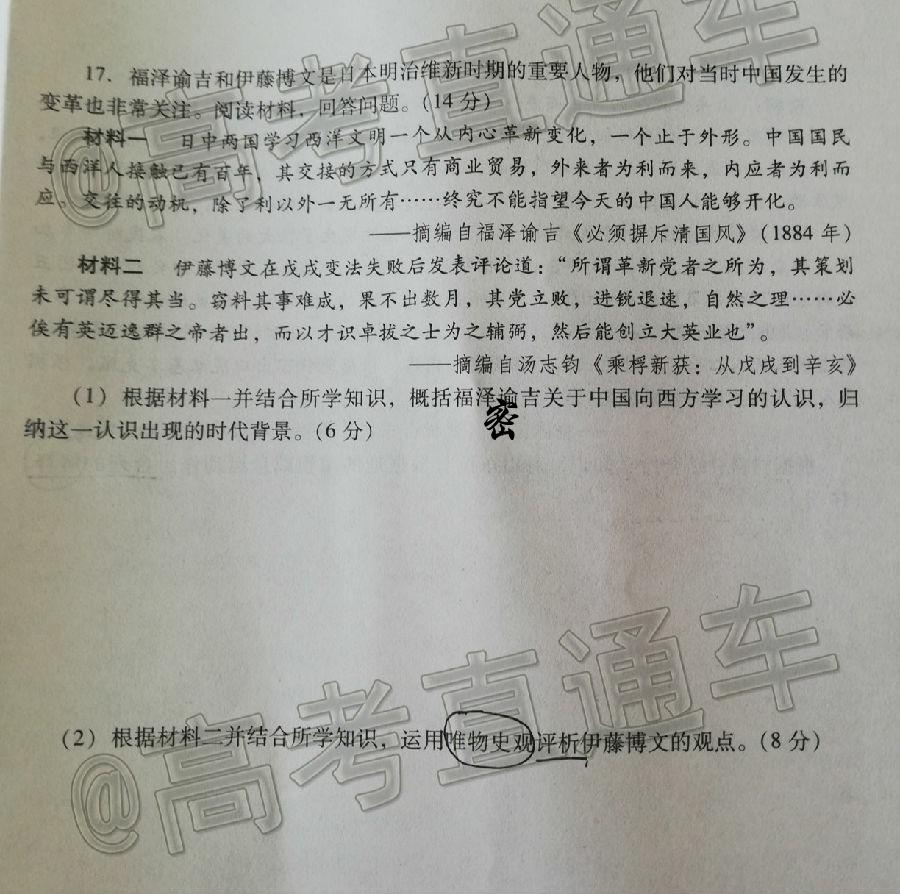 17. 福泽谕吉和伊藤博文是日本明治维新时期的重要人物，他们对当时中国发生的
变革也非常关注。阅读材料，回答问题。（14分）
材料一 日中两国学习西洋文明一个从内心革新变化，一个止于外形。中国国民
与西洋人接触已有百年，其交接的方式只有商业贸易，外来者为利而来，内应者为利而
应。交往的动机，除了利以外一无所有……终究不能指望今天的中国人能够开化。
——摘编自福泽谕吉《必须摒斥清国风》（1884年）
材料二 伊藤博文在戊戌变法失败后发表评论道：“所谓革新党者之所为，其策划
未可谓尽得其当。窃料其事难成，果不出数月，其党立败，进锐退速，自然之理……必
俟有英迈逸群之帝者出，而以才识卓拔之士为之辅弼，然后能创立大英业也”。
——摘编自汤志钧《乘桴新获：从戊戌到辛亥》
（1）根据材料一并结合所学知识，概括福泽谕吉关于中国向西方学习的认识，归
密
纳这一认识出现的时代背景。（6分）
（2）根据材料二并结合所学知识，运用唯物史观评析伊藤博文的观点。（8分）
@高考直通车
@高考直通车